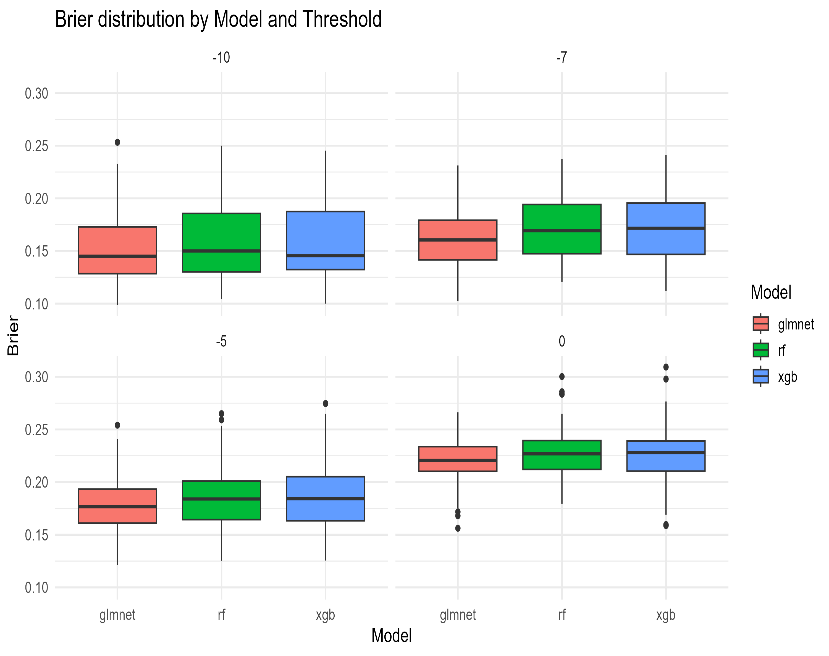 Brier distribution by Model and Threshold
-10
-7
0.30
0.25
0.20
0.15
0.10
Brier
-5
0
0.30
0.25
0.20
0.15
0.10
glmnet rf xgb glmnet rf xgb
Model
Model
glmnet
rf
xgb